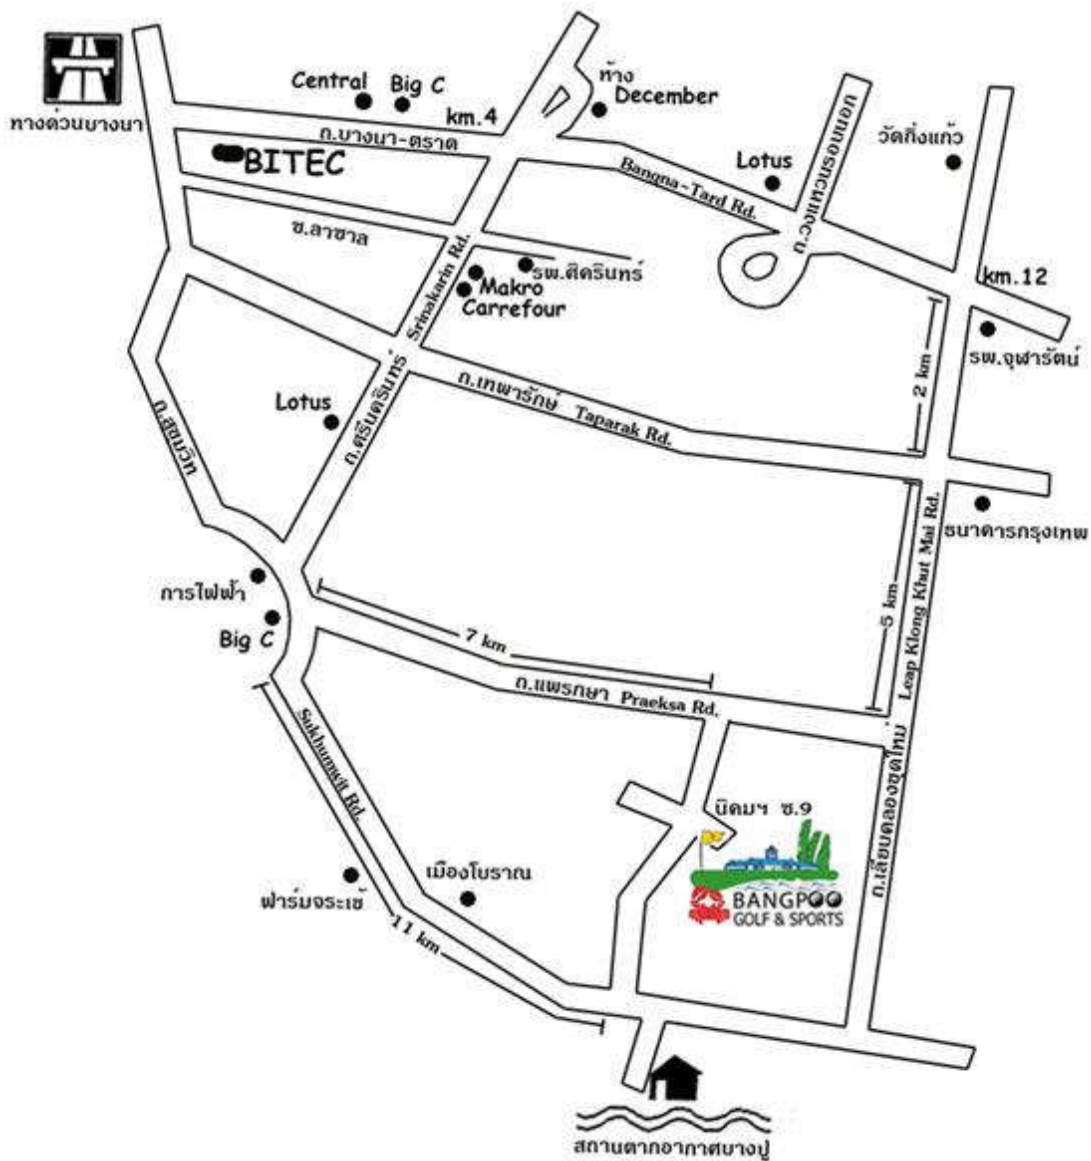 ห้าง
December
Central
Big C
km.4
ทางด่วนบางนา
ถ.บางนา-ตราด
BITEC
Bangna-Tard Rd.
Lotus
ถ.วงแหวนรอบนอก
วัดกิ่งแก้ว
ซ.ลาซาล
รพ.ศิครินทร์
Makro
Carrefour
Srinakarin Rd.
ถ.ศรีนครินทร์
km.12
รพ.จุฬารัตน์
2 km
ถ.เทพารักษ์ Taparak Rd.
Lotus
ถ.สุขุมวิท
ธนาคารกรุงเทพ
Leap Klong Khut Mai Rd.
ถ.เลียบคลองขุดใหม่
5 km
การไฟฟ้า
Big C
7 km
ถ.แพรกษา Praeksa Rd.
Sukhumwit Rd.
นิคมฯ ซ.9
BANGPOO
GOLF & SPORTS
เมืองโบราณ
ฟาร์มจระเข้
11 km
สถานตากอากาศบางปู